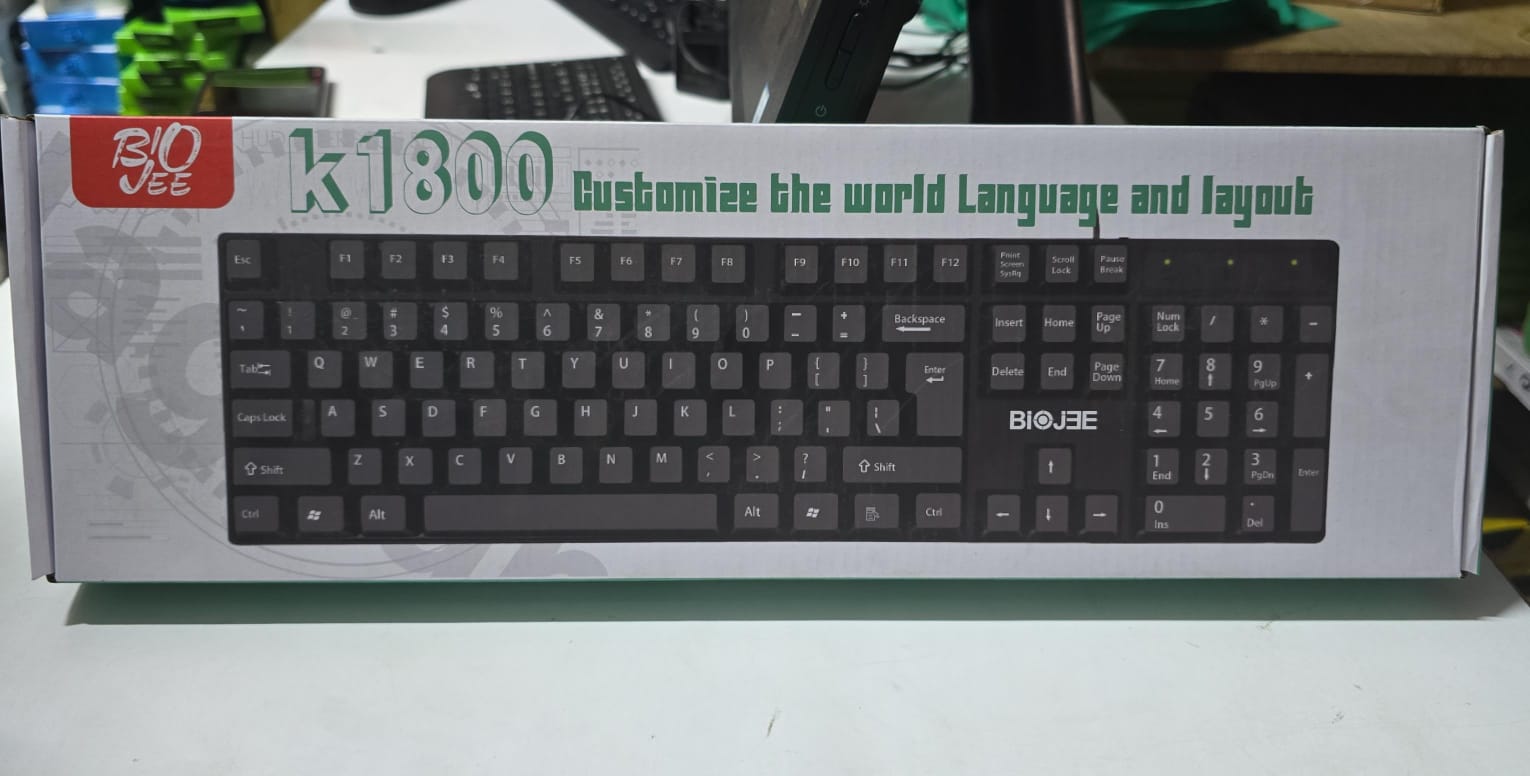 BIO
JEE
k1800
Customize the world Language and layout
Esc F1 F2 F3 F4 F5 F6 F7 F8 F9 F10 F11 F12 Print Screen SysRq Scroll Lock Pause Break
~ ! @ # $ % ^ & * ( ) – +
, 1 2 3 4 5 6 7 8 9 0 – = Backspace Insert Home Page Up Num Lock / * –
Tab Q W E R T Y U I O P { [ } ] Enter Delete End Page Down 7 Home 8 9 PgUp +
Caps Lock A S D F G H J K L : ; " , ¦ \ BIOJEE 4 5 6
Shift Z X C V B N M < , > . ? / Shift 1 End 2 3 PgDn Enter
Ctrl Alt Alt Ctrl 0 Ins . Del